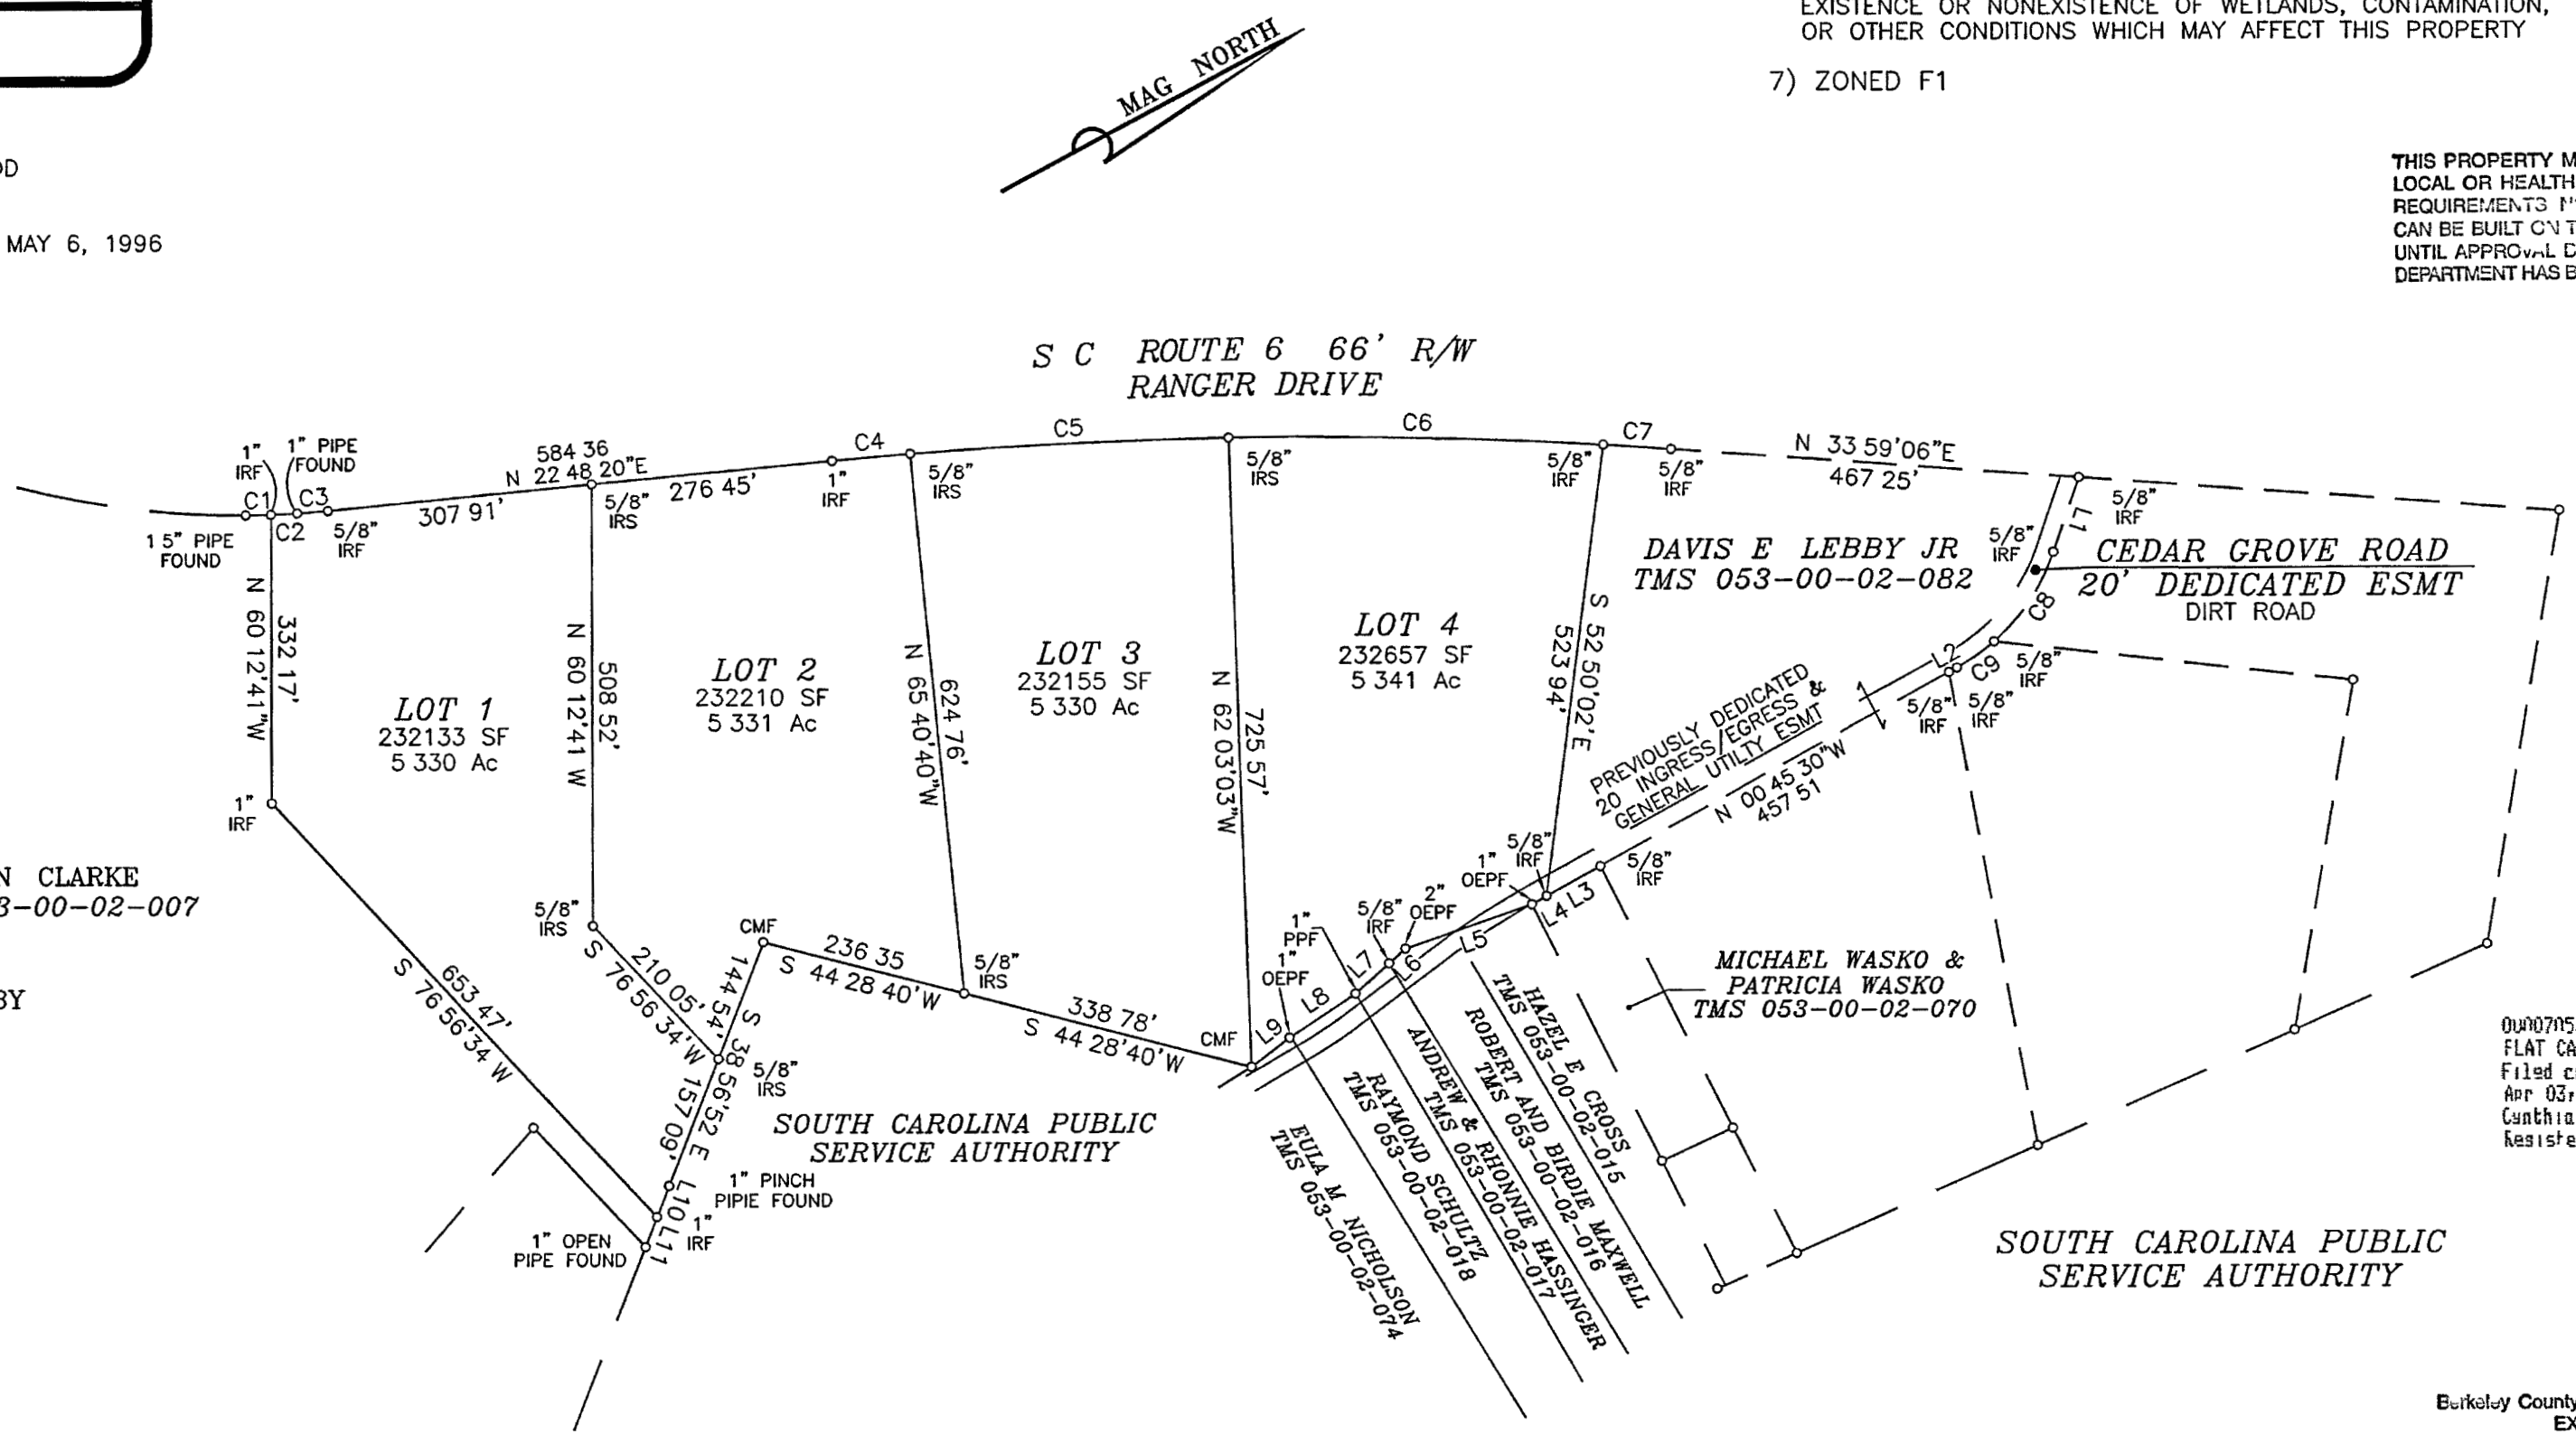 EXISTENCE OR NONEXISTENCE OF WETLANDS, CONTAMINATION,
OR OTHER CONDITIONS WHICH MAY AFFECT THIS PROPERTY
7) ZONED F1
MAG NORTH
OD
MAY 6, 1996
THIS PROPERTY M
LOCAL OR HEALTH
REQUIREMENTS
CAN BE BUILT ON T
UNTIL APPROVAL D
DEPARTMENT HAS B
S C ROUTE 6 66' R/W
RANGER DRIVE
1"
IRF
1" PIPE
FOUND
C1
C2
C3
1 5" PIPE
FOUND
5/8"
IRF
584 36
N 22 48 20"E
307 91'
5/8"
IRS
276 45'
1"
IRF
C4
5/8"
IRS
C5
5/8"
IRS
C6
5/8"
IRF
C7
5/8"
IRF
N 33 59'06"E
467 25'
5/8"
IRF
L1
5/8"
IRF
CEDAR GROVE ROAD
20' DEDICATED ESMT
DIRT ROAD
C8
DAVIS E LEBBY JR
TMS 053-00-02-082
N 60 12'41"W
332 17'
LOT 1
232133 SF
5 330 Ac
N 60 12'41 W
508 52'
LOT 2
232210 SF
5 331 Ac
N 65 40'40"W
624 76'
LOT 3
232155 SF
5 330 Ac
N 62 03'03"W
725 57'
LOT 4
232657 SF
5 341 Ac
S 52 50'02"E
523 94'
PREVIOUSLY DEDICATED
20 INGRESS/EGRESS &
GENERAL UTILTY ESMT
N 00 45 30"W
457 51
L2
C9
5/8"
IRF
5/8"
IRF
5/8"
IRF
1"
IRF
N CLARKE
3-00-02-007
BY
653 47'
S 76 56'34 W
5/8"
IRS
210 05'
S 76 56 34'W
CMF
144 54'
S 38 56'52 E
157 09'
5/8"
IRS
236 35
S 44 28 40'W
5/8"
IRS
338 78'
S 44 28'40'W
CMF
L9
1"
OEPF
L8
1"
PPF
L7
5/8"
IRF
L6
2"
OEPF
L5
1"
OEPF
5/8"
IRF
L4
L3
5/8"
IRF
MICHAEL WASKO &
PATRICIA WASKO
TMS 053-00-02-070
HAZEL E CROSS
TMS 053-00-02-015
ROBERT AND BIRDIE MAXWELL
TMS 053-00-02-016
ANDREW & RHONNIE HASSINGER
TMS 053-00-02-017
RAYMOND SCHULTZ
TMS 053-00-02-018
EULA M NICHOLSON
TMS 053-00-02-074
SOUTH CAROLINA PUBLIC
SERVICE AUTHORITY
1" PINCH
PIPIE FOUND
L10
1"
IRF
L11
1" OPEN
PIPE FOUND
SOUTH CAROLINA PUBLIC
SERVICE AUTHORITY
FLAT CA
Filed
Apr 03
Cynthia
Registe
Berkeley County
EX